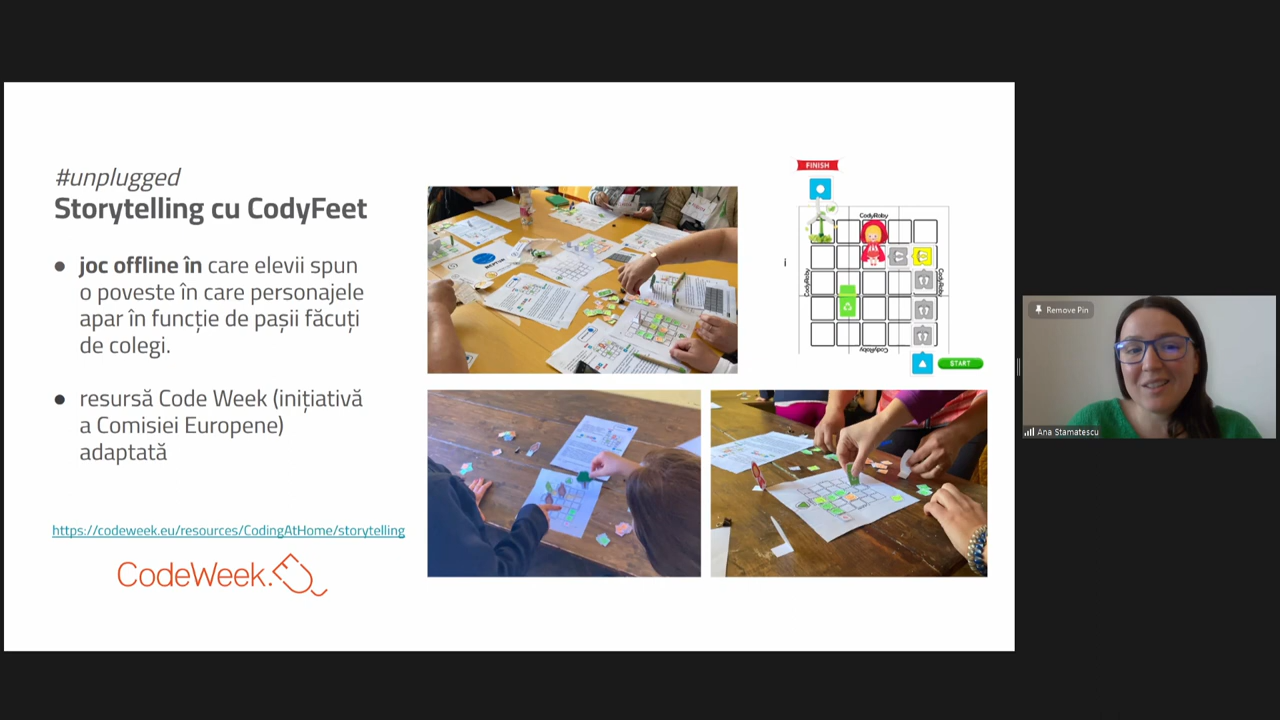 #unplugged
Storytelling cu CodyFeet
● joc offline în care elevii spun
o poveste în care personajele
apar în funcție de pașii făcuți
de colegi.
● resursă Code Week (inițiativă
a Comisiei Europene)
adaptată
https://codeweek.eu/resources/CodingAtHome/storytelling
CodeWeek.
FINISH
CodyRoby
CodyRoby
CodyRoby
CodyRoby
START
i
Remove Pin
Ana Stamatescu